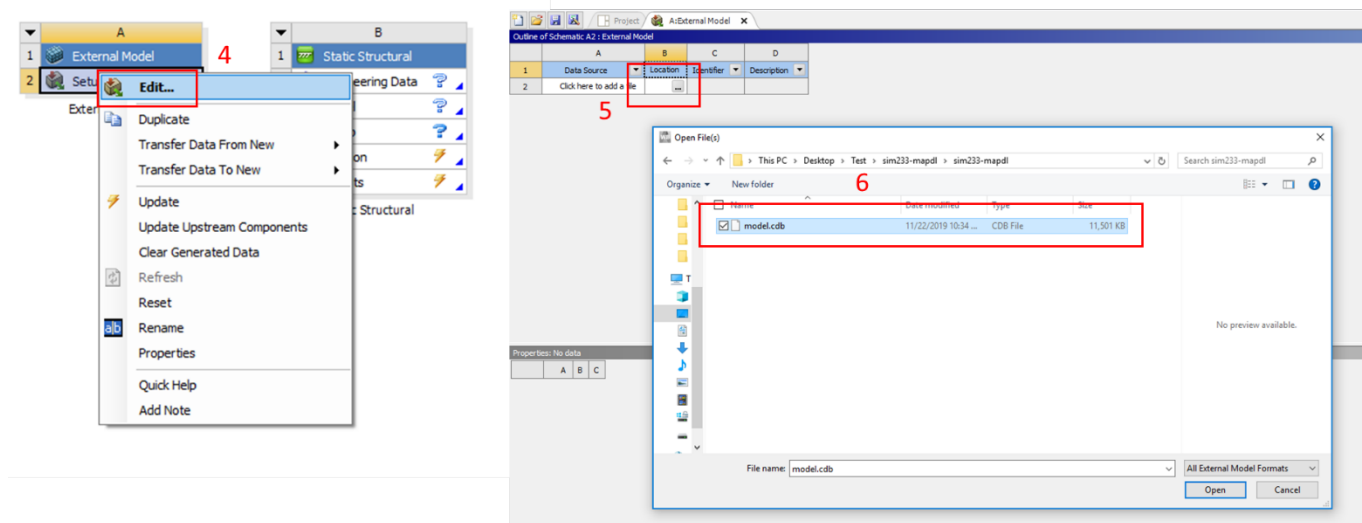 A
1 External Model
4
2 Setu
Exter
Edit...
Duplicate
Transfer Data From New
Transfer Data To New
Update
Update Upstream Components
Clear Generated Data
Refresh
Reset
Rename
Properties
Quick Help
Add Note
B
1 Static Structural
eering Data
l
on
ts
c Structural
Project
A:External Model
Outline of Schematic A2 : External Model
A B C D
1 Data Source Location Identifier Description
2 Click here to add a file ...
5
Open File(s)
This PC > Desktop > Test > sim233-mapdl > sim233-mapdl
Search sim233-mapdl
Organize New folder
6
Name Date modified Type Size
model.cdb 11/22/2019 10:34 ... CDB File 11,501 KB
T
No preview available.
Properties: No data
A B C
File name: model.cdb
All External Model Formats
Open Cancel